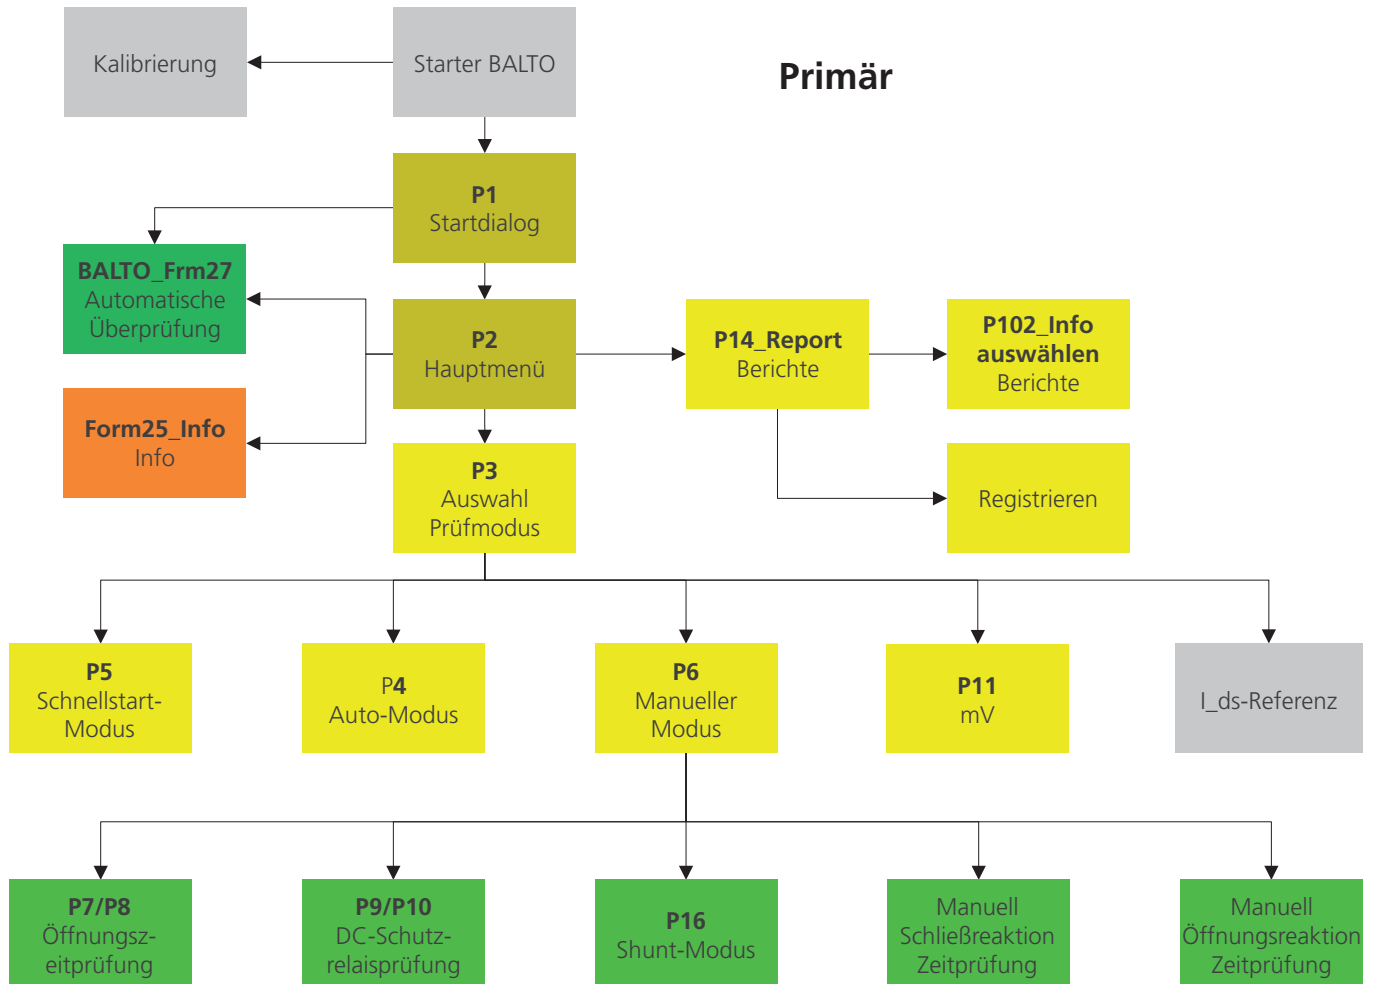 Kalibrierung
Starter BALTO
Primär
P1
Startdialog
BALTO_Frm27
Automatische
Überprüfung
P2
Hauptmenü
P14_Report
Berichte
P102_Info
auswählen
Berichte
Form25_Info
Info
P3
Auswahl
Prüfmodus
Registrieren
P5
Schnellstart-
Modus
P4
Auto-Modus
P6
Manueller
Modus
P11
mV
I_ds-Referenz
P7/P8
Öffnungsz-
eitprüfung
P9/P10
DC-Schutz-
relaisprüfung
P16
Shunt-Modus
Manuell
Schließreaktion
Zeitprüfung
Manuell
Öffnungsreaktion
Zeitprüfung